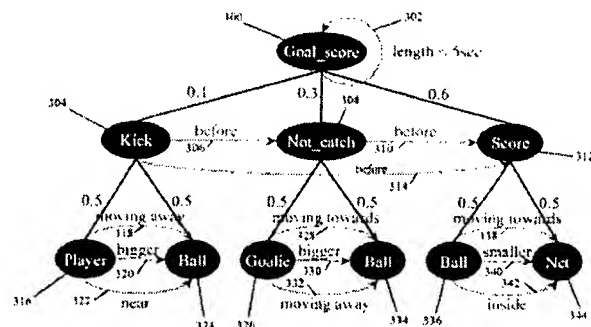 300
302
Goal_score
length < 5sec
0.1
0.3
0.6
304
308
Kick
before
306
Not_catch
before
310
Score
312
before
314
0.5 0.5 0.5 0.5 0.5 0.5
moving away
318
moving towards
328
moving towards
338
Player
bigger
320
Ball
Goalie
bigger
330
Ball
Ball
smaller
340
Net
316
322
near
324
326
332
moving away
334
336
342
inside
344